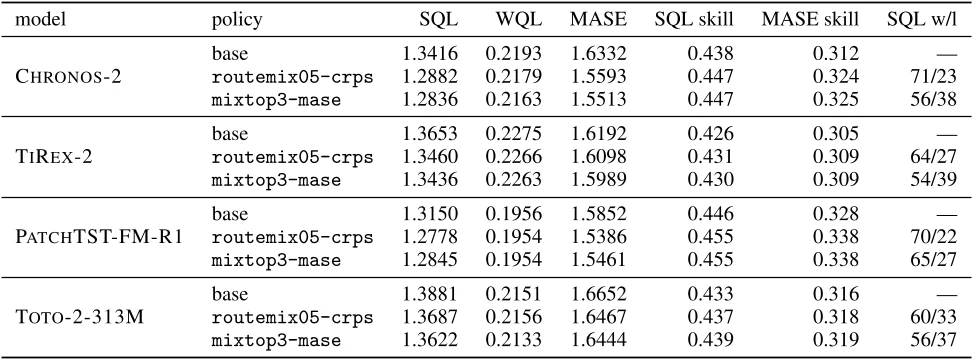 model policy SQL WQL MASE SQL skill MASE skill SQL w/l
base 1.3416 0.2193 1.6332 0.438 0.312 —
CHRONOS-2 routemix05-crps 1.2882 0.2179 1.5593 0.447 0.324 71/23
mixtop3-mase 1.2836 0.2163 1.5513 0.447 0.325 56/38
base 1.3653 0.2275 1.6192 0.426 0.305 —
TIREX-2 routemix05-crps 1.3460 0.2266 1.6098 0.431 0.309 64/27
mixtop3-mase 1.3436 0.2263 1.5989 0.430 0.309 54/39
base 1.3150 0.1956 1.5852 0.446 0.328 —
PATCHTST-FM-R1 routemix05-crps 1.2778 0.1954 1.5386 0.455 0.338 70/22
mixtop3-mase 1.2845 0.1954 1.5461 0.455 0.338 65/27
base 1.3881 0.2151 1.6652 0.433 0.316 —
TOTO-2-313M routemix05-crps 1.3687 0.2156 1.6467 0.437 0.318 60/33
mixtop3-mase 1.3622 0.2133 1.6444 0.439 0.319 56/37